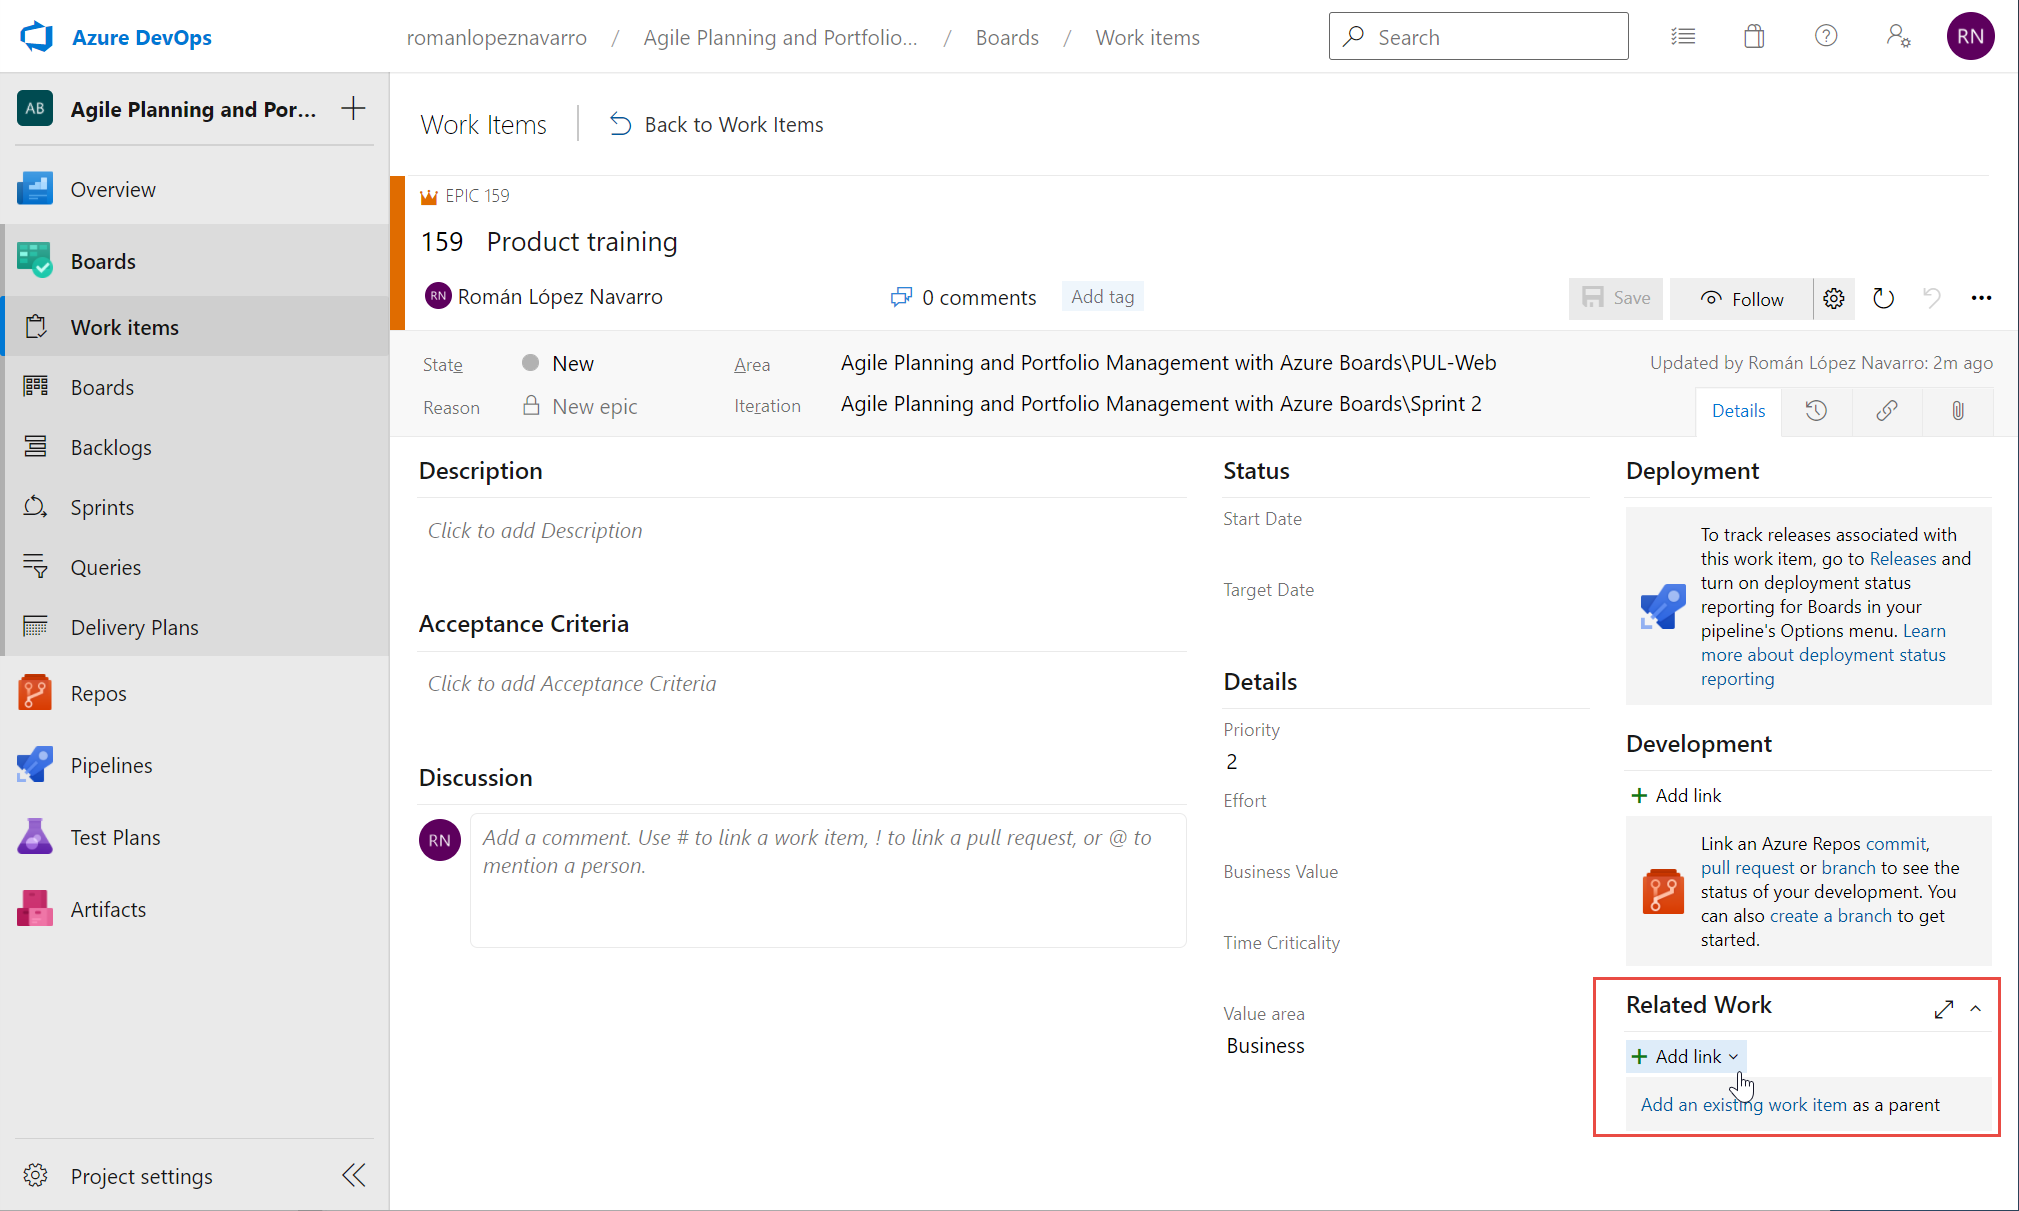 Azure DevOps
romanlopeznavarro / Agile Planning and Portfolio... / Boards / Work items
Search
RN
AB Agile Planning and Por...
Overview
Boards
Work items
Boards
Backlogs
Sprints
Queries
Delivery Plans
Repos
Pipelines
Test Plans
Artifacts
Project settings
Work Items
Back to Work Items
EPIC 159
159 Product training
RN Román López Navarro
0 comments
Add tag
Save
Follow
State New
Area Agile Planning and Portfolio Management with Azure Boards\PUL-Web
Updated by Román López Navarro: 2m ago
Reason New epic
Iteration Agile Planning and Portfolio Management with Azure Boards\Sprint 2
Details
Description
Click to add Description
Acceptance Criteria
Click to add Acceptance Criteria
Discussion
RN
Add a comment. Use # to link a work item, ! to link a pull request, or @ to
mention a person.
Status
Start Date
Target Date
Details
Priority
2
Effort
Business Value
Time Criticality
Value area
Business
Deployment
To track releases associated with
this work item, go to Releases and
turn on deployment status
reporting for Boards in your
pipeline's Options menu. Learn
more about deployment status
reporting
Development
+ Add link
Link an Azure Repos commit,
pull request or branch to see the
status of your development. You
can also create a branch to get
started.
Related Work
+ Add link
Add an existing work item as a parent